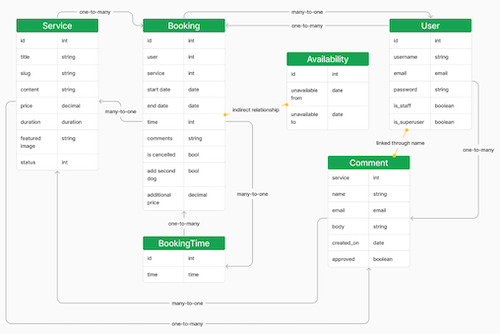 one-to-many
many-to-one
Service
id int
title string
slug string
content string
price decimal
duration duration
featured string
image
status int
Booking
id int
user int
service int
start date date
end date date
time int
comments string
is cancelled bool
add second bool
dog
additional decimal
price
User
id int
username string
email email
password string
is_staff boolean
is_superuser boolean
one-to-many
Availability
id int
unavailable date
from
unavailable date
to
many-to-one
indirect relationship
linked through name
one-to-many
Comment
service int
name string
email email
body string
created_on date
approved boolean
many-to-one
one-to-many
BookingTime
id int
time time
many-to-one
one-to-many